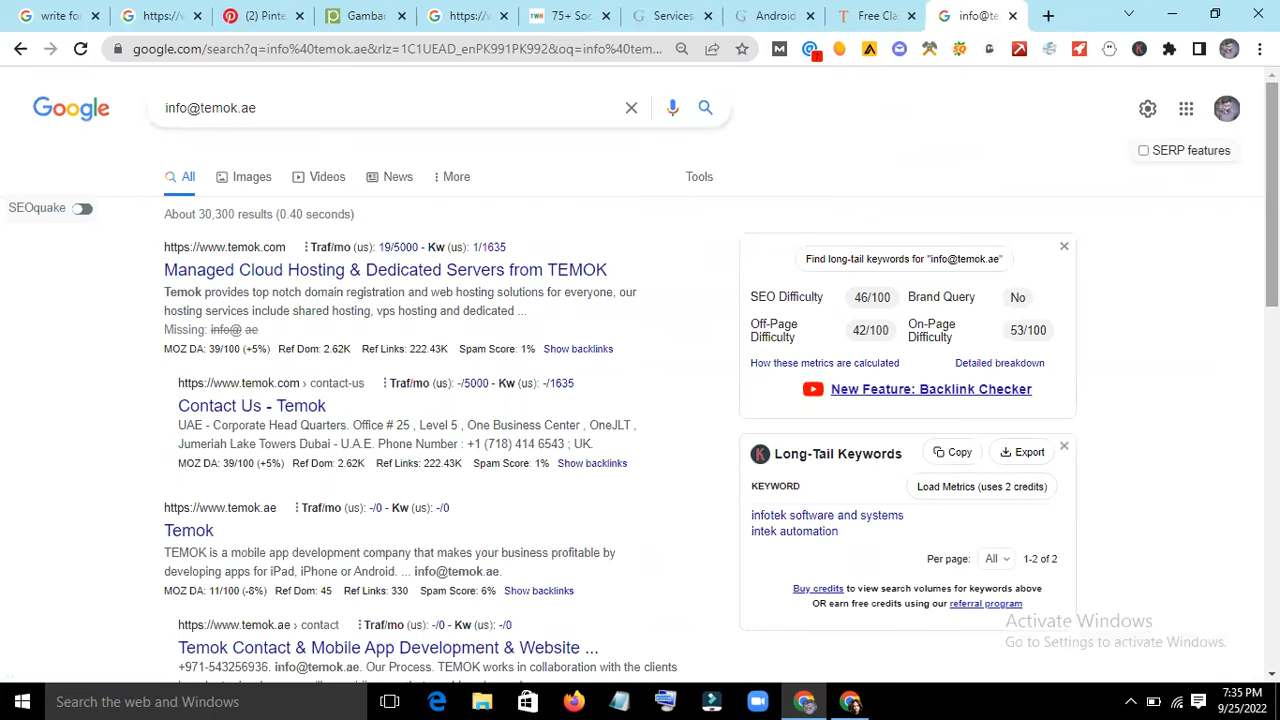 write for
https://w
(2) Pinte
Gambar
https://w
75+ Soc
Services
Android
Free Cla
info@te
google.com/search?q=info%40temok.ae&rlz=1C1UEAD_enPK991PK992&oq=info%40tem...
7
Google
info@temok.ae
SERP features
All Images Videos News More Tools
SEOquake
About 30,300 results (0.40 seconds)
https://www.temok.com Traf/mo (us): 19/5000 - Kw (us): 1/1635
Managed Cloud Hosting & Dedicated Servers from TEMOK
Temok provides top notch domain registration and web hosting solutions for everyone, our
hosting services include shared hosting, vps hosting and dedicated ...
Missing: info@ ae
MOZ DA: 39/100 (+5%) Ref Dom: 2.62K Ref Links: 222.43K Spam Score: 1% Show backlinks
https://www.temok.com › contact-us Traf/mo (us): -/5000 - Kw (us): -/1635
Contact Us - Temok
UAE - Corporate Head Quarters. Office # 25 , Level 5 , One Business Center , OneJLT ,
Jumeriah Lake Towers Dubai - U.A.E. Phone Number : +1 (718) 414 6543 ; UK.
MOZ DA: 39/100 (+5%) Ref Dom: 2.62K Ref Links: 222.43K Spam Score: 1% Show backlinks
https://www.temok.ae Traf/mo (us): -/0 - Kw (us): -/0
Temok
TEMOK is a mobile app development company that makes your business profitable by
developing apps for iPad, iPhone or Android. ... info@temok.ae.
MOZ DA: 11/100 (-8%) Ref Dom: 45 Ref Links: 330 Spam Score: 6% Show backlinks
https://www.temok.ae › contact Traf/mo (us): -/0 - Kw (us): -/0
Temok Contact & Mobile App Development & Website ...
+971-543256936. info@temok.ae. Our Process. TEMOK works in collaboration with the clients
Find long-tail keywords for "info@temok.ae"
SEO Difficulty 46/100 Brand Query No
Off-Page Difficulty 42/100 On-Page Difficulty 53/100
How these metrics are calculated Detailed breakdown
New Feature: Backlink Checker
Long-Tail Keywords Copy Export
KEYWORD Load Metrics (uses 2 credits)
infotek software and systems
intek automation
Per page: All 1-2 of 2
Buy credits to view search volumes for keywords above
OR earn free credits using our referral program
Activate Windows
Go to Settings to activate Windows.
Search the web and Windows
7:35 PM
9/25/2022